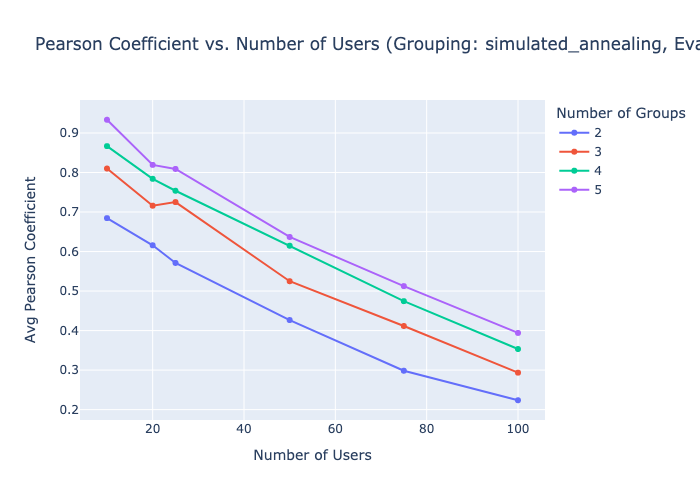 Pearson Coefficient vs. Number of Users (Grouping: simulated_annealing, Eva
Number of Groups
2
3
4
5
Avg Pearson Coefficient
0.9
0.8
0.7
0.6
0.5
0.4
0.3
0.2
20 40 60 80 100
Number of Users